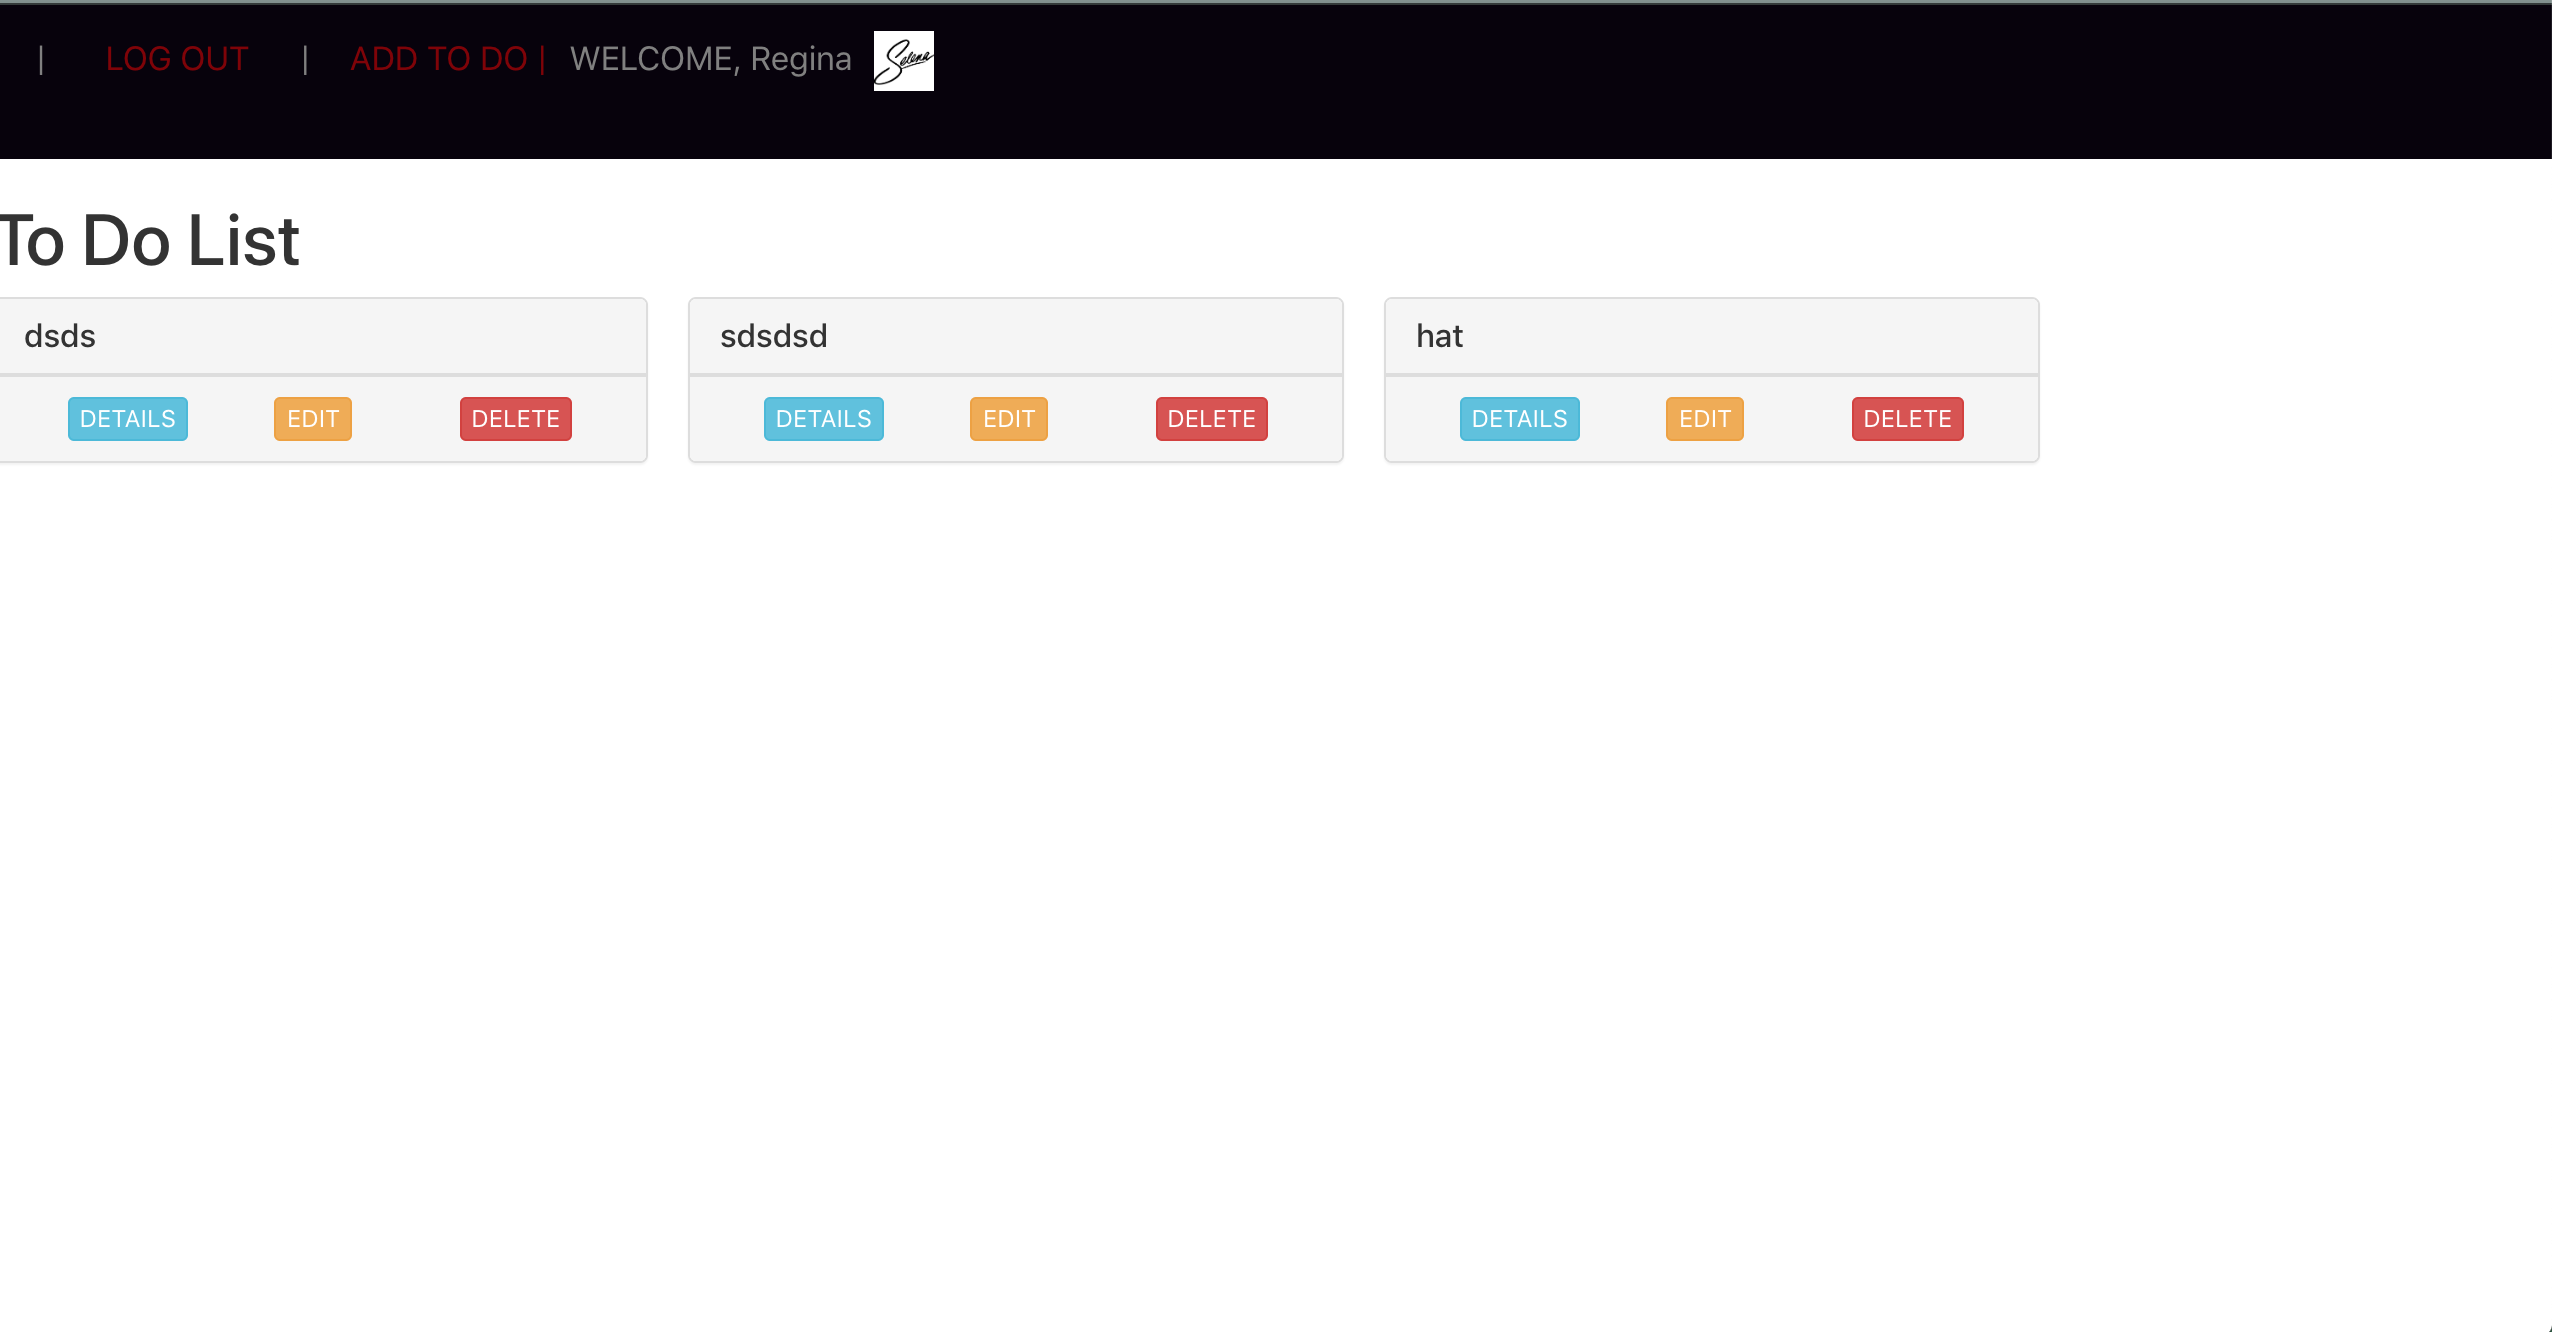 | LOG OUT | ADD TO DO | WELCOME, Regina Selena
To Do List
dsds sdsdsd hat
DETAILS EDIT DELETE DETAILS EDIT DELETE DETAILS EDIT DELETE